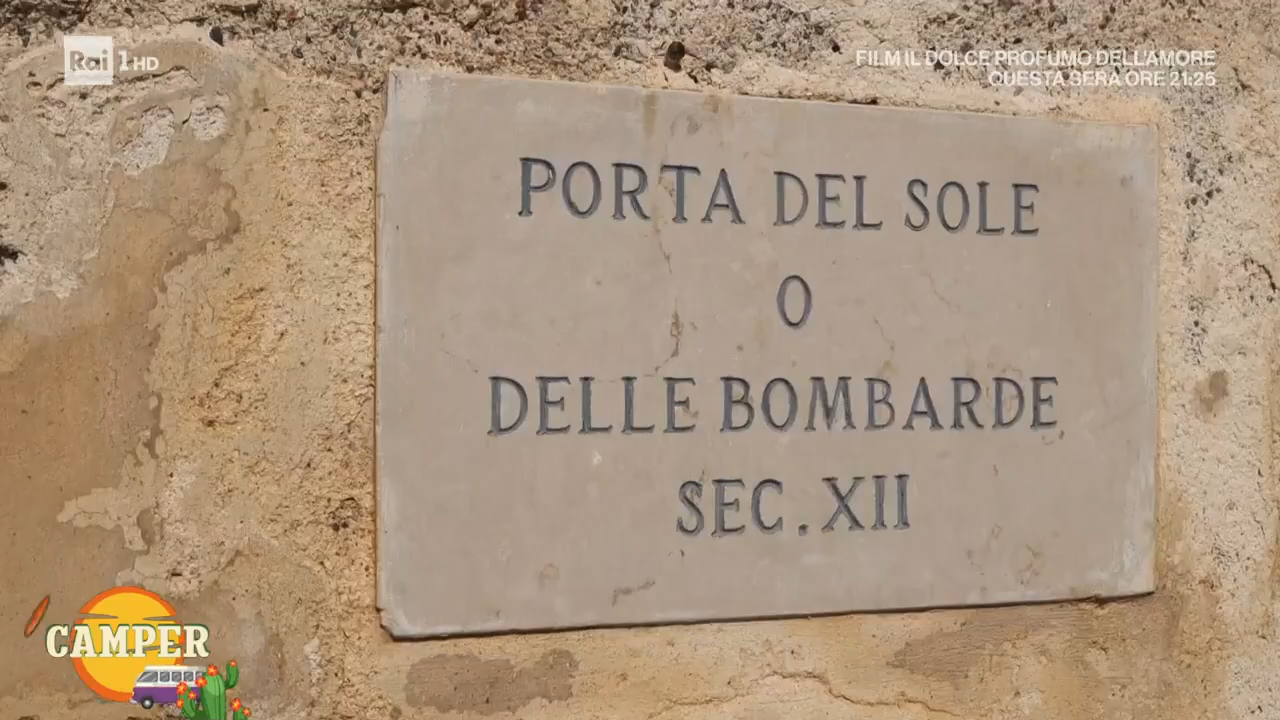 Rai 1 HD
FILM IL DOLCE PROFUMO DELL'AMORE
QUESTA SERA ORE 21:25
PORTA DEL SOLE
O
DELLE BOMBARDE
SEC. XII
CAMPER